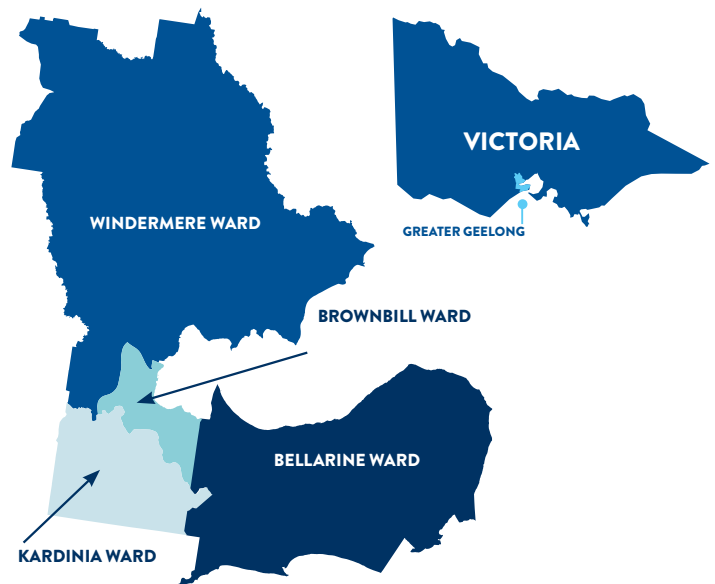 VICTORIA
WINDERMERE WARD
GREATER GEELONG
BROWNBILL WARD
BELLARINE WARD
KARDINIA WARD